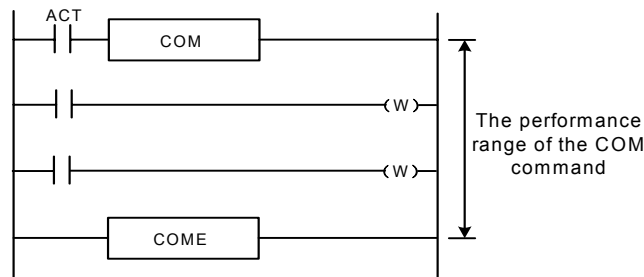 ACT
COM
(W)
(W)
COME
The performance
range of the COM
command